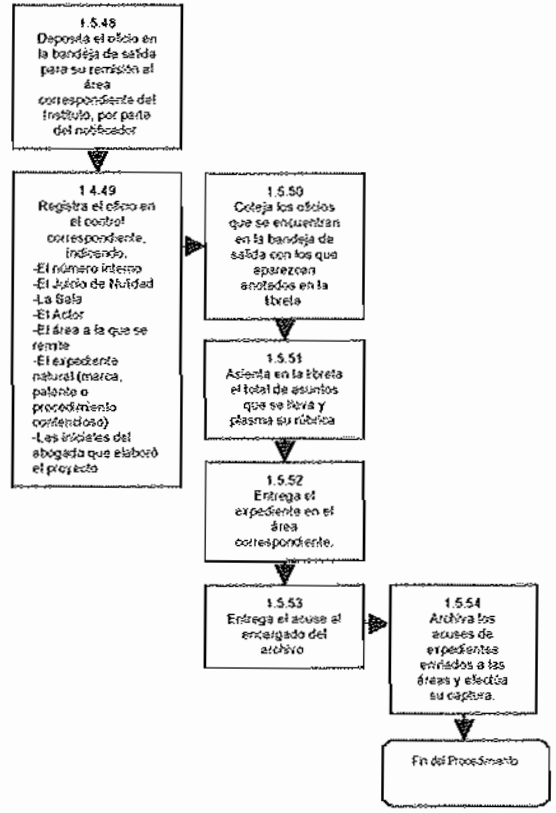 1.5.48
Deposita el oficio en
la bandeja de salida
para su remisión al
área
correspondiente del
Instituto, por parte
del notificador
1.4.49
Registra el oficio en
el control
correspondiente,
indicando,
-El número interno
-El Juicio de Nulidad
-La Sala
-El Actor
-El área a la que se
remite
-El expediente
natural (marca,
patente o
procedimiento
contencioso)
-Las iniciales del
abogado que elaboró
el proyecto
1.5.50
Coteja los oficios
que se encuentran
en la bandeja de
salida con los que
aparezcan
anotados en la
libreta
1.5.51
Asienta en la libreta
el total de asuntos
que se lleva y
plasma su rúbrica
1.5.52
Entrega el
expediente en el
área
correspondiente.
1.5.53
Entrega el acuse al
encargado del
archivo
1.5.54
Archiva los
acuses de
expedientes
enviados a las
áreas y efectúa
su captura.
Fin del Procedimiento